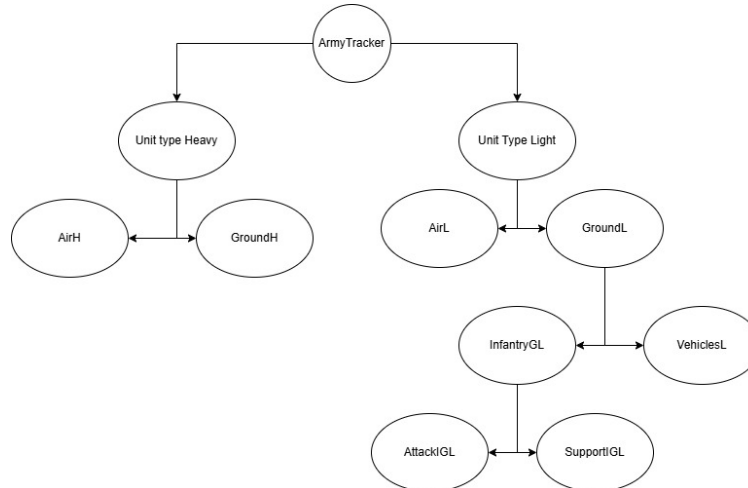 ArmyTracker
Unit type Heavy
Unit Type Light
AirH
GroundH
AirL
GroundL
InfantryGL
VehiclesL
AttackIGL
SupportIGL